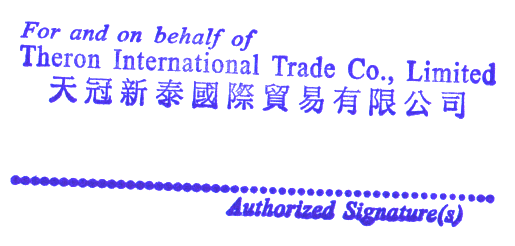 For and on behalf of
Theron International Trade Co., Limited
天冠新泰國際貿易有限公司
Authorized Signature(s)